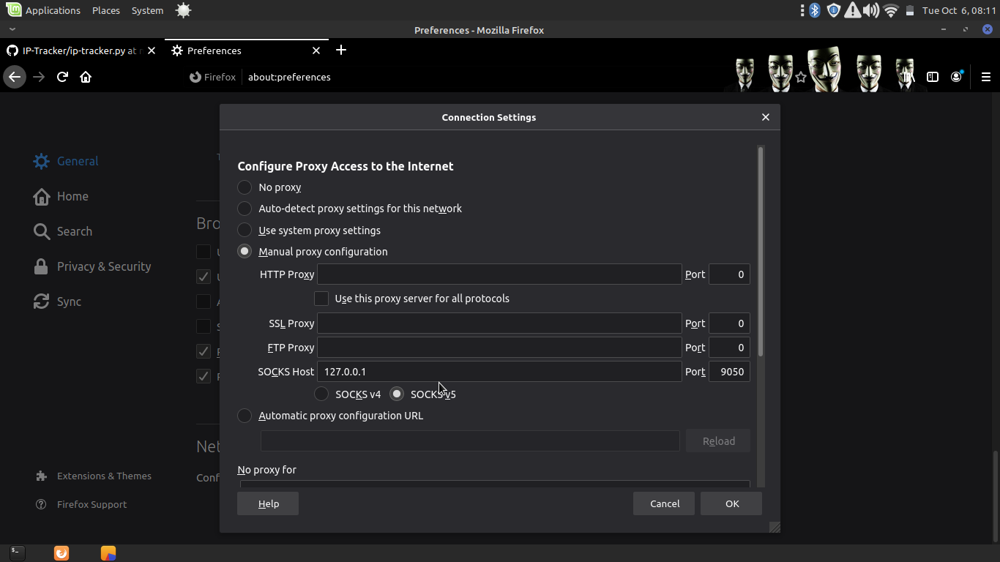 Applications Places System Tue Oct 6, 08:11
Preferences - Mozilla Firefox
IP-Tracker/ip-tracker.py at Preferences
Firefox about:preferences
Connection Settings
Configure Proxy Access to the Internet
General
No proxy
Home
Auto-detect proxy settings for this network
Use system proxy settings
Search
Manual proxy configuration
Privacy & Security
HTTP Proxy Port 0
Sync
Use this proxy server for all protocols
SSL Proxy Port 0
FTP Proxy Port 0
SOCKS Host 127.0.0.1 Port 9050
SOCKS v4 SOCKS v5
Automatic proxy configuration URL
Reload
No proxy for
Extensions & Themes
Firefox Support
Help Cancel OK